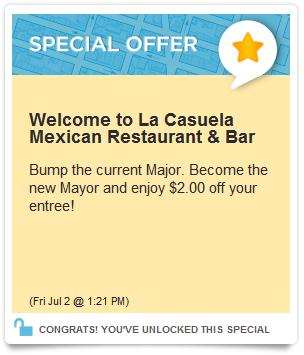 SPECIAL OFFER
Welcome to La Casuela
Mexican Restaurant & Bar
Bump the current Major. Become the
new Mayor and enjoy $2.00 off your
entree!
(Fri Jul 2 @ 1:21 PM)
CONGRATS! YOU'VE UNLOCKED THIS SPECIAL